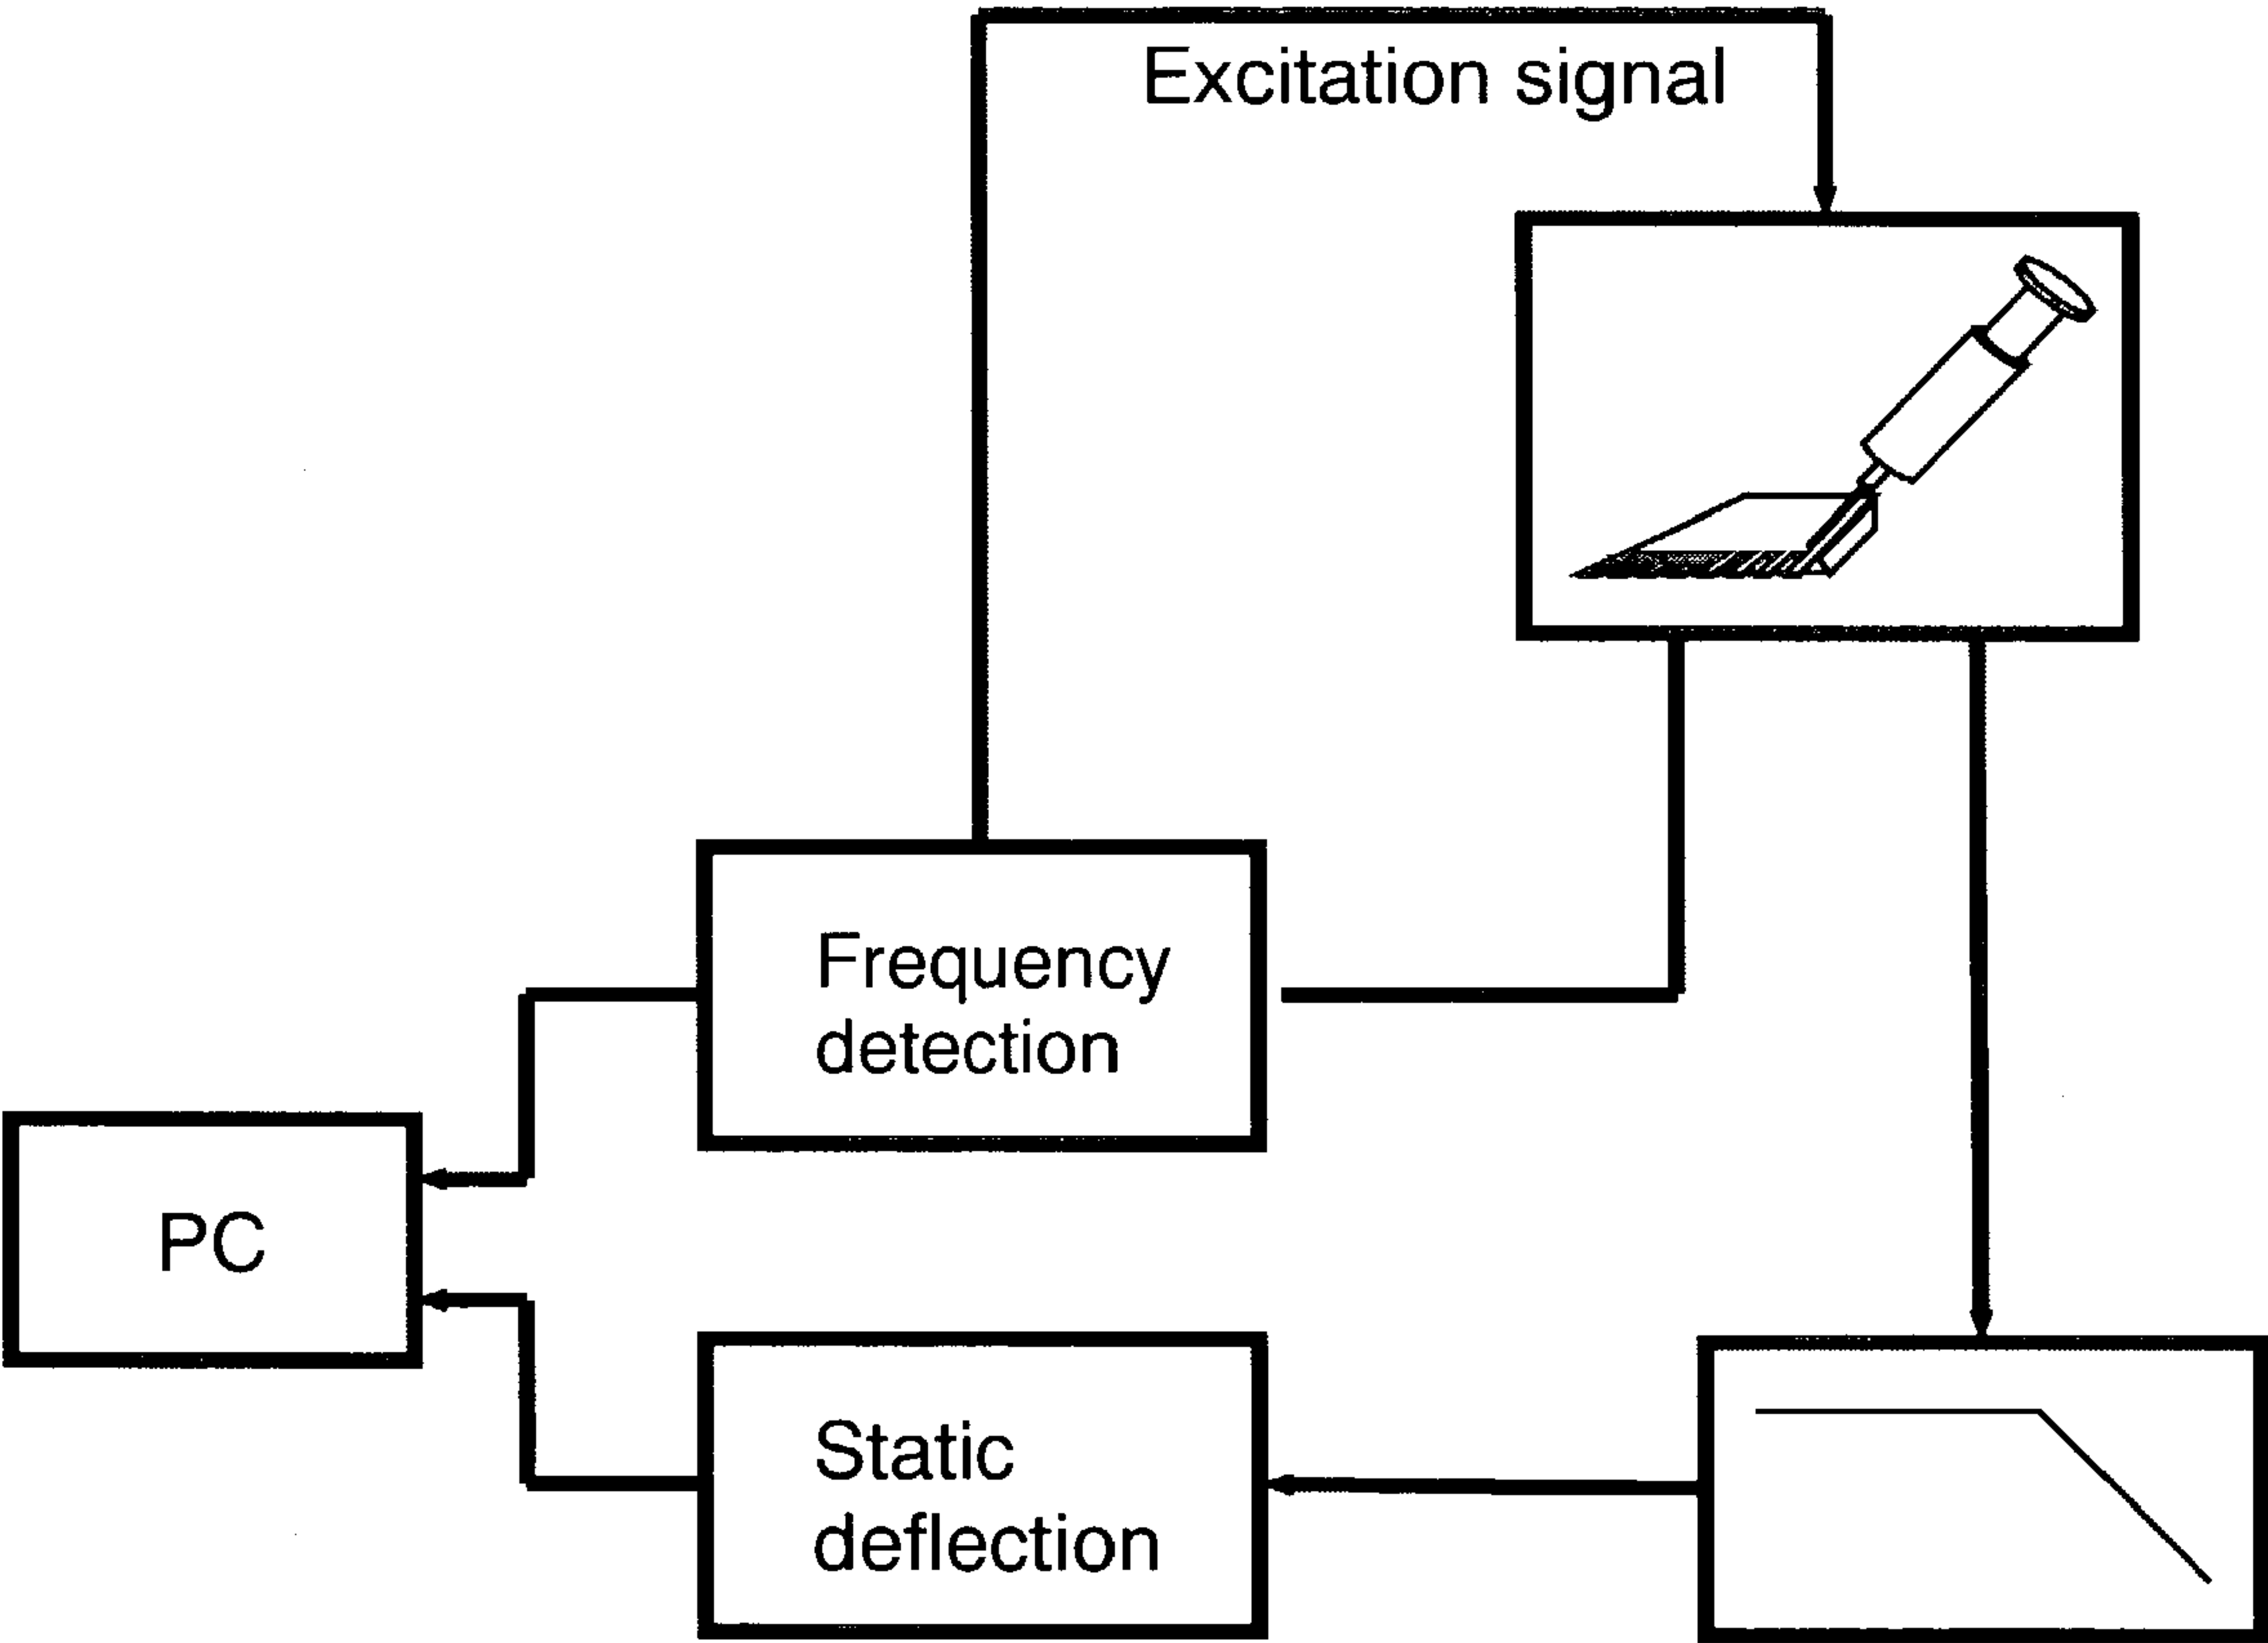 Excitation signal
Frequency
detection
PC
Static
deflection